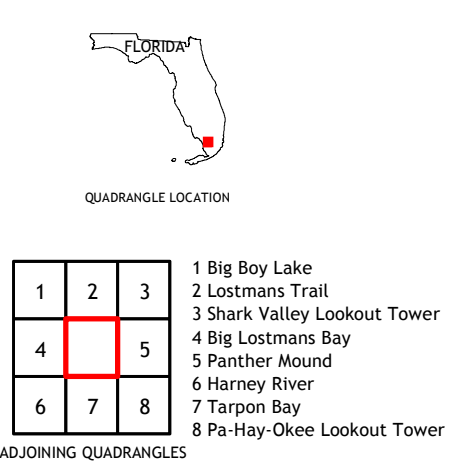 FLORIDA
QUADRANGLE LOCATION
1 2 3
4 5
6 7 8
1 Big Boy Lake
2 Lostmans Trail
3 Shark Valley Lookout Tower
4 Big Lostmans Bay
5 Panther Mound
6 Harney River
7 Tarpon Bay
8 Pa-Hay-Okee Lookout Tower
ADJOINING QUADRANGLES